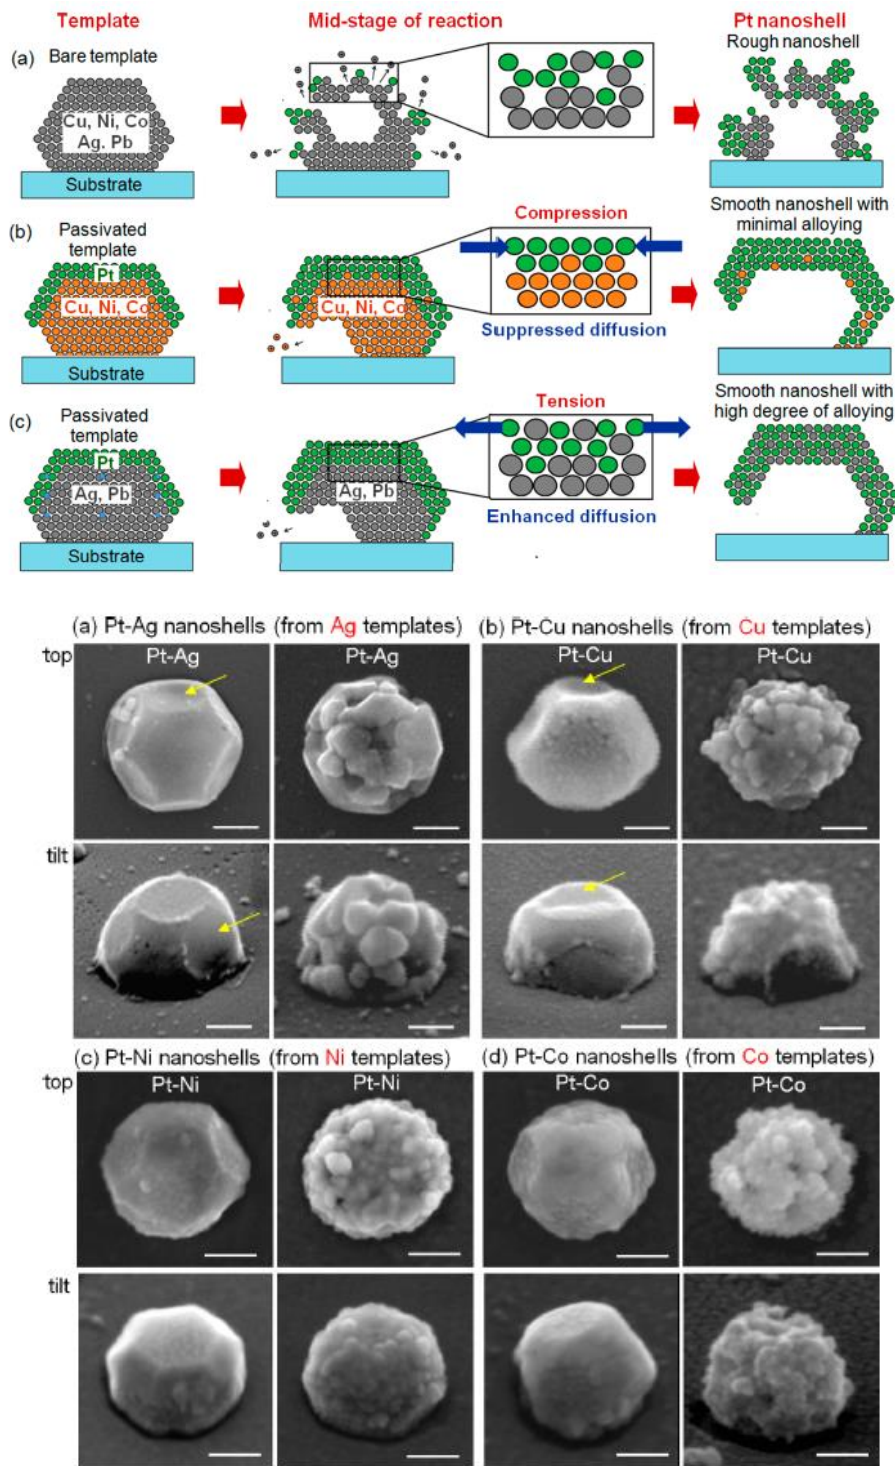 Template
Mid-stage of reaction
Pt nanoshell
(a)
Bare template
Rough nanoshell
Cu, Ni, Co
Ag. Pb
Substrate
Smooth nanoshell with
minimal alloying
(b)
Passivated
template
Compression
Pt
Cu, Ni, Co
Cu, Ni, Co
Suppressed diffusion
Substrate
Smooth nanoshell with
high degree of alloying
(c)
Passivated
template
Tension
Pt
Ag, Pb
Ag, Pb
Enhanced diffusion
Substrate
(a) Pt-Ag nanoshells (from Ag templates)
(b) Pt-Cu nanoshells (from Cu templates)
top
Pt-Ag
Pt-Ag
Pt-Cu
Pt-Cu
tilt
(c) Pt-Ni nanoshells (from Ni templates)
(d) Pt-Co nanoshells (from Co templates)
top
Pt-Ni
Pt-Ni
Pt-Co
Pt-Co
tilt